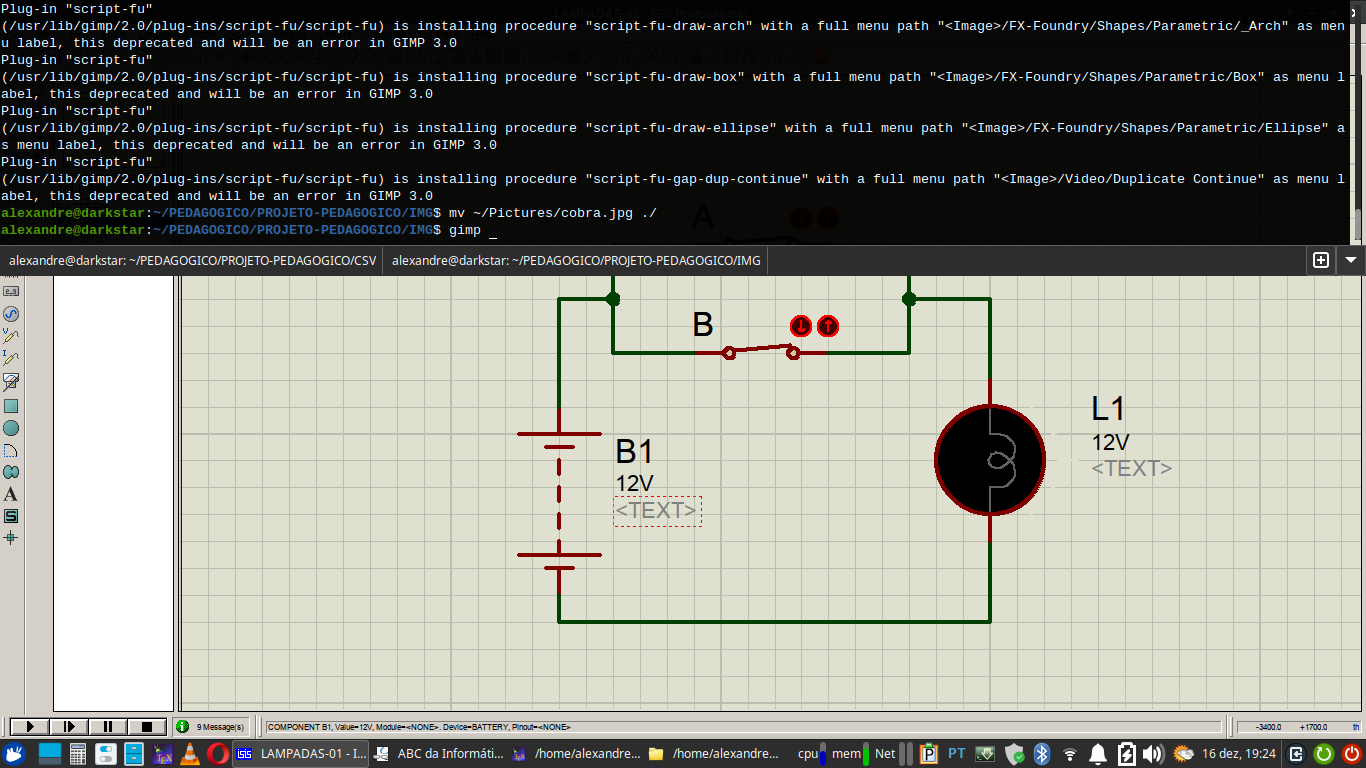 LAMPADAS-01 - ISIS Professional
Plug-in "script-fu"
(/usr/lib/gimp/2.0/plug-ins/script-fu/script-fu) is installing procedure "script-fu-draw-arch" with a full menu path "<Image>/FX-Foundry/Shapes/Parametric/_Arch" as men
u label, this deprecated and will be an error in GIMP 3.0
Plug-in "script-fu"
(/usr/lib/gimp/2.0/plug-ins/script-fu/script-fu) is installing procedure "script-fu-draw-box" with a full menu path "<Image>/FX-Foundry/Shapes/Parametric/Box" as menu l
abel, this deprecated and will be an error in GIMP 3.0
Plug-in "script-fu"
(/usr/lib/gimp/2.0/plug-ins/script-fu/script-fu) is installing procedure "script-fu-draw-ellipse" with a full menu path "<Image>/FX-Foundry/Shapes/Parametric/Ellipse" a
s menu label, this deprecated and will be an error in GIMP 3.0
Plug-in "script-fu"
(/usr/lib/gimp/2.0/plug-ins/script-fu/script-fu) is installing procedure "script-fu-gap-dup-continue" with a full menu path "<Image>/Video/Duplicate Continue" as menu l
abel, this deprecated and will be an error in GIMP 3.0
alexandre@darkstar:~/PEDAGOGICO/PROJETO-PEDAGOGICO/IMG$ mv ~/Pictures/cobra.jpg ./
A
alexandre@darkstar:~/PEDAGOGICO/PROJETO-PEDAGOGICO/IMG$ gimp _
alexandre@darkstar: ~/PEDAGOGICO/PROJETO-PEDAGOGICO/CSV alexandre@darkstar: ~/PEDAGOGICO/PROJETO-PEDAGOGICO/IMG
B
L1
12V
<TEXT>
B1
12V
<TEXT>
A
S
9 Message(s) COMPONENT B1, Value=12V, Module=<NONE>. Device=BATTERY, Pinout=<NONE> -3400.0 +1700.0 th
ISIS LAMPADAS-01 - I... ABC da Informáti... /home/alexandre... /home/alexandre... cpu mem Net PT 16 dez, 19:24